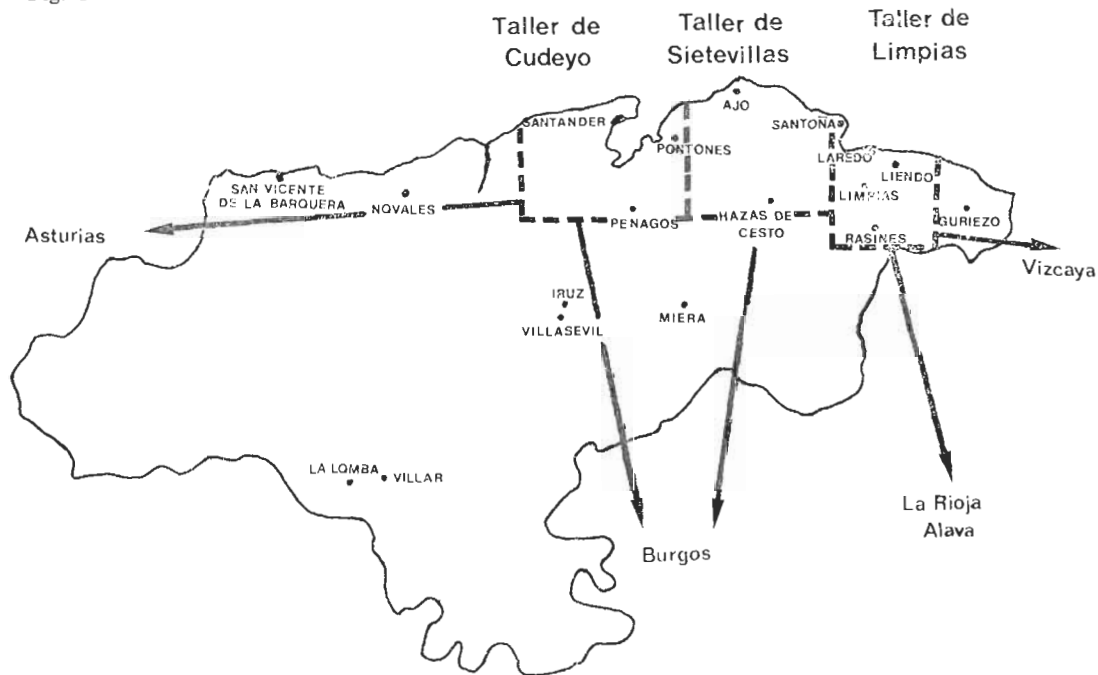 Taller de
Cudeyo
Taller de
Sietevillas
Taller de
Limpias
AJO
SANTANDER
SANTOÑA
PONTONES
LAREDO
LIENDO
SAN VICENTE
DE LA BARQUERA
NOVALES
LIMPIAS
PENAGOS
HAZAS DE
CESTO
GURIEZO
RASINES
Asturias
Vizcaya
IRUZ
VILLASEVIL
MIERA
LA LOMBA
VILLAR
La Rioja
Alava
Burgos